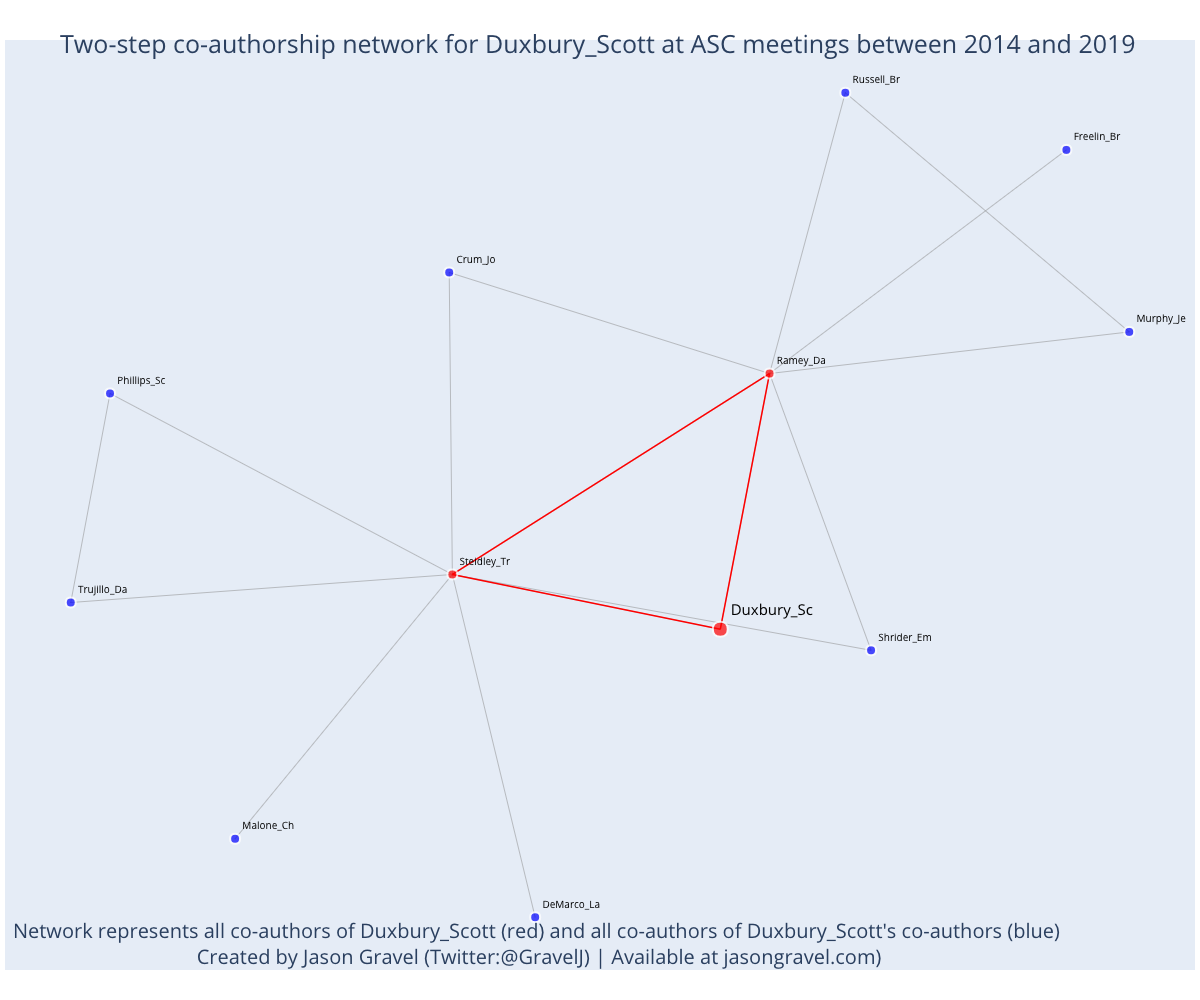 Two-step co-authorship network for Duxbury_Scott at ASC meetings between 2014 and 2019
Russell_Br
Freelin_Br
Crum_Jo
Murphy_Je
Ramey_Da
Phillips_Sc
Steidley_Tr
Trujillo_Da
Duxbury_Sc
Shrider_Em
Malone_Ch
DeMarco_La
Network represents all co-authors of Duxbury_Scott (red) and all co-authors of Duxbury_Scott's co-authors (blue)
Created by Jason Gravel (Twitter:@GravelJ) | Available at jasongravel.com)